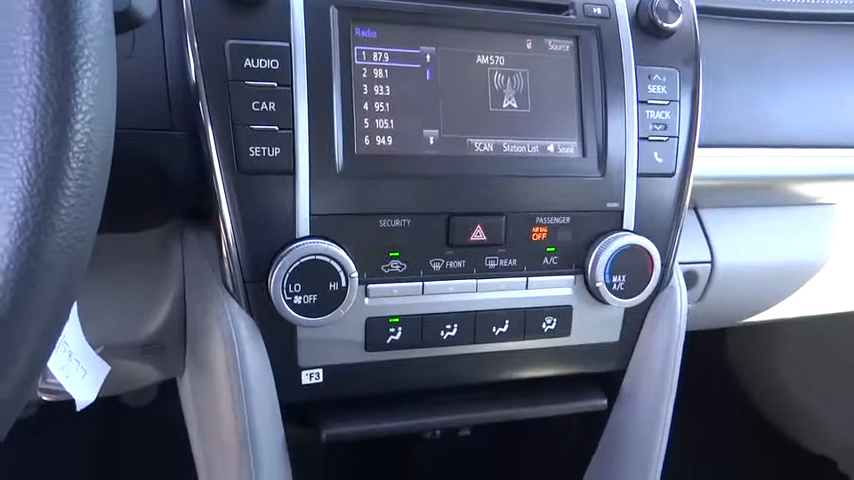 Radio
Source
1 87.9
2 98.1
3 93.3
4 95.1
5 105.1
6 94.9
AM 570
SCAN Station List Sound
AUDIO
CAR
SETUP
SEEK
TRACK
SECURITY
PASSENGER
AIR BAG
OFF
FRONT
REAR
A/C
LO
HI
OFF
MAX
A/C
°F3